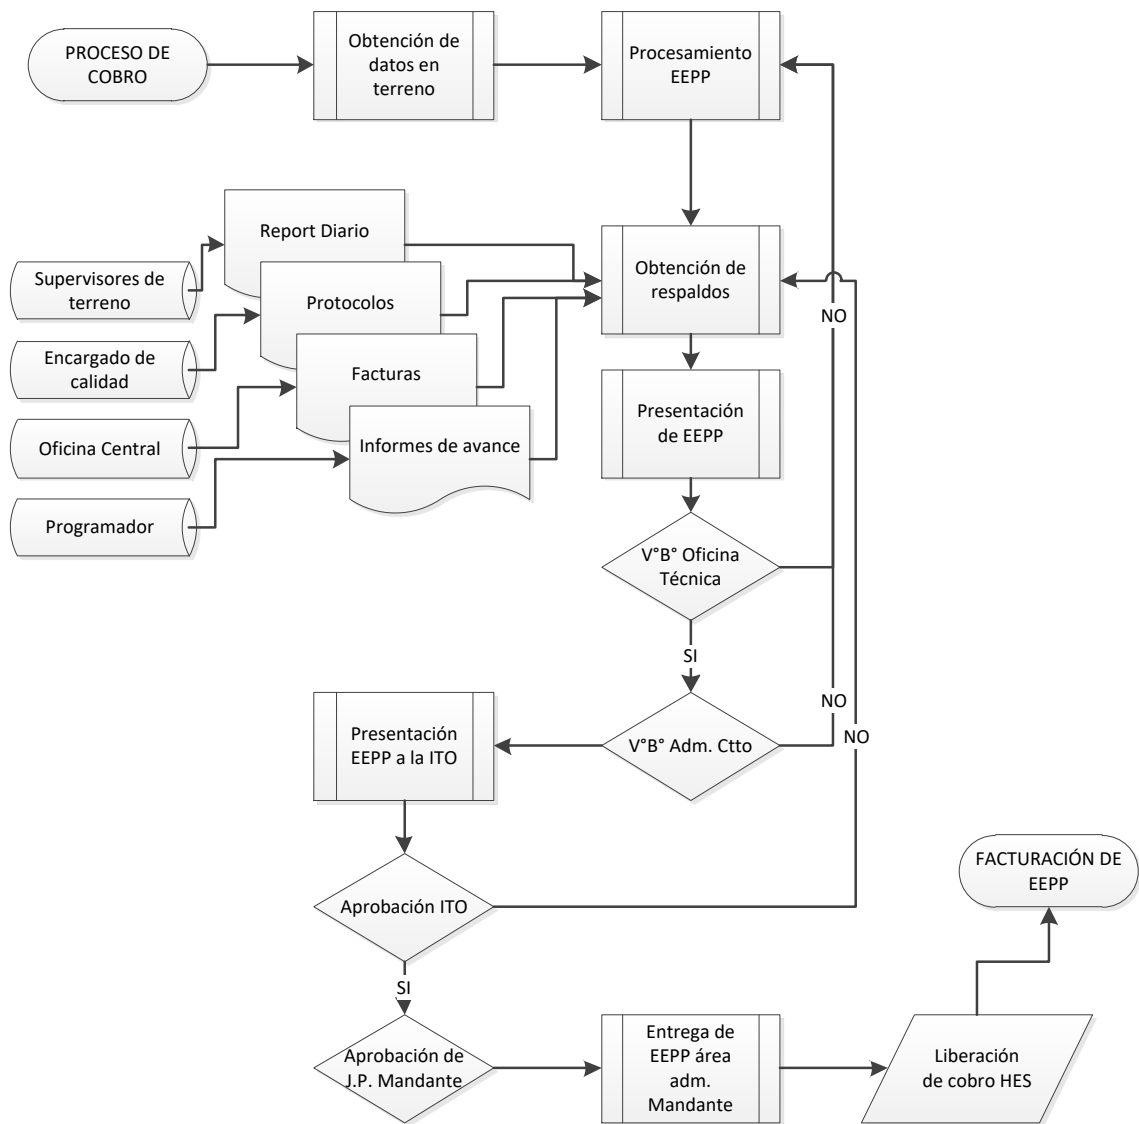 PROCESO DE
COBRO
Obtención de
datos en
terreno
Procesamiento
EEPP
Report Diario
Supervisores de
terreno
Protocolos
Encargado de
calidad
Facturas
Oficina Central
Informes de avance
Programador
Obtención de
respaldos
NO
Presentación
de EEPP
V°B° Oficina
Técnica
SI
NO
NO
V°B° Adm. Ctto
Presentación
EEPP a la ITO
Aprobación ITO
SI
FACTURACIÓN DE
EEPP
Aprobación de
J.P. Mandante
Entrega de
EEPP área
adm.
Mandante
Liberación
de cobro HES